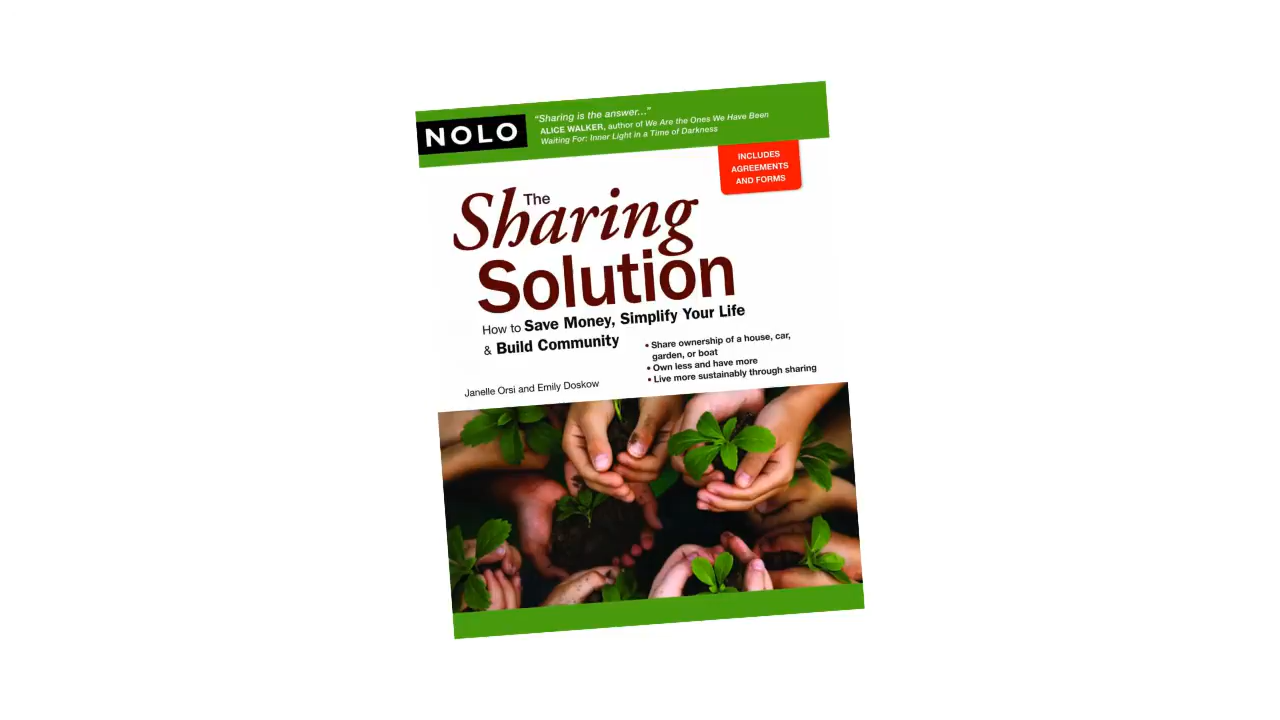 NOLO
“Sharing is the answer...”
ALICE WALKER, author of We Are the Ones We Have Been
Waiting For: Inner Light in a Time of Darkness
INCLUDES
AGREEMENTS
AND FORMS
The
Sharing
Solution
How to Save Money, Simplify Your Life
& Build Community
• Share ownership of a house, car,
garden, or boat
• Own less and have more
• Live more sustainably through sharing
Janelle Orsi and Emily Doskow